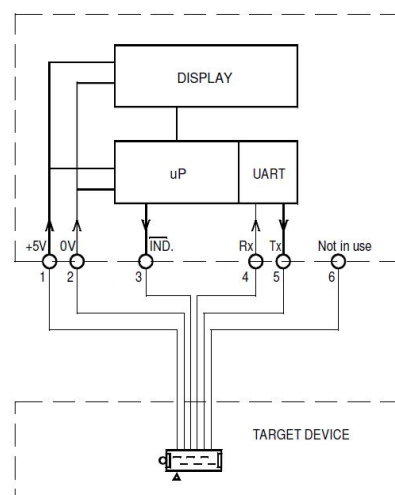 DISPLAY
uP UART
+5V 0V IND. Rx Tx Not in use
1 2 3 4 5 6
TARGET DEVICE